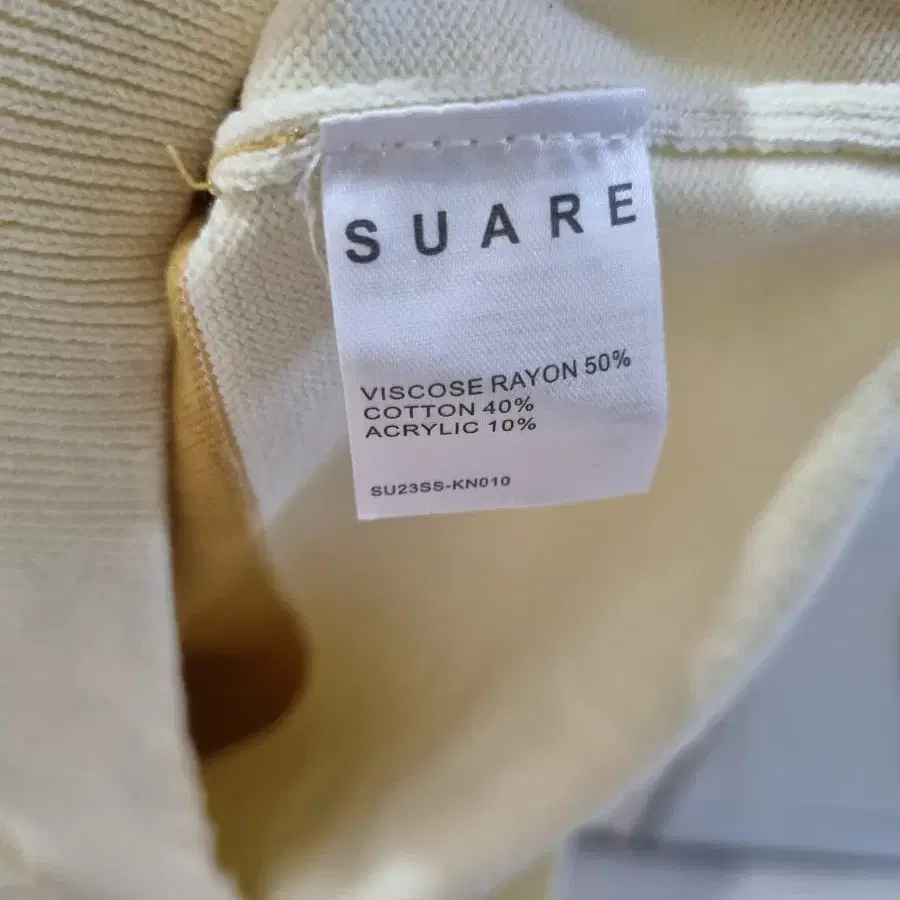 SUARE
VISCOSE RAYON 50%
COTTON 40%
ACRYLIC 10%
SU23SS-KN010